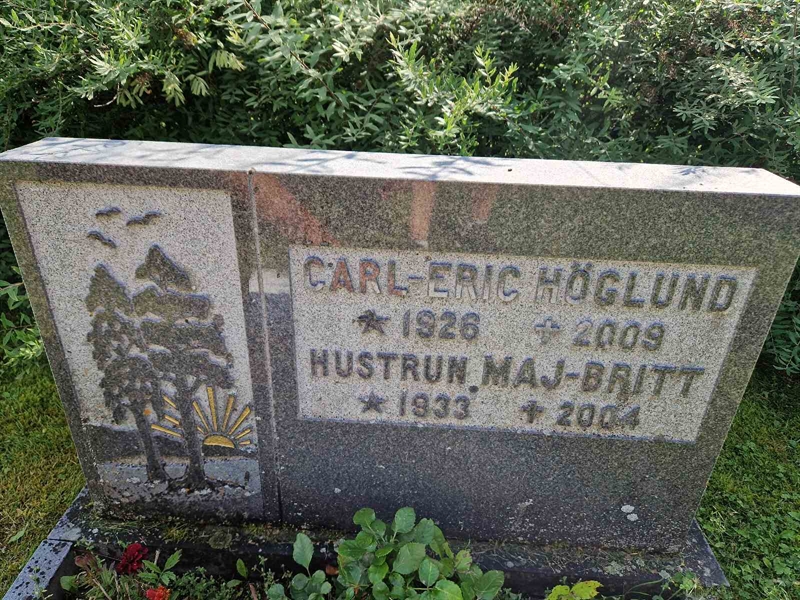 CARL-ERIC HÖGLUND
★ 1926 ✝ 2009
HUSTRUN MAJ-BRITT
★ 1933 ✝ 2004